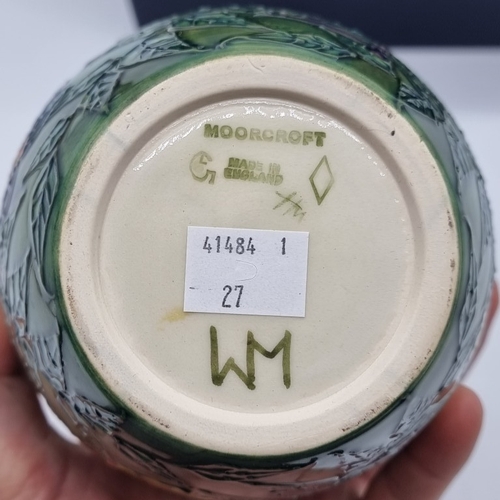 MOORCROFT
MADE IN
ENGLAND
41484 1
27
WM